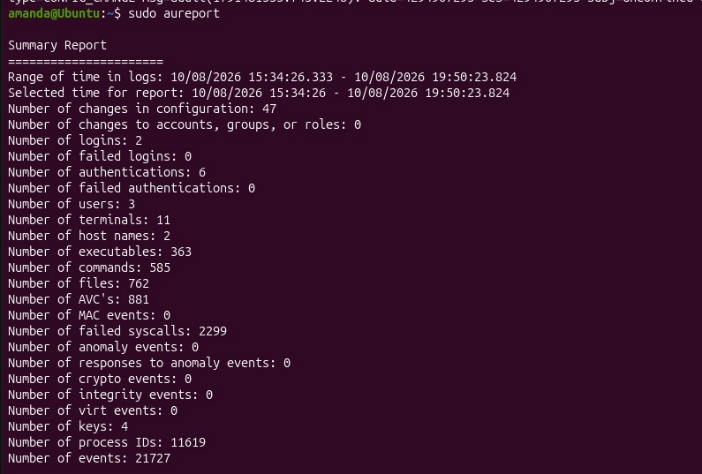 amanda@Ubuntu:~$ sudo aureport

Summary Report
======================
Range of time in logs: 10/08/2026 15:34:26.333 - 10/08/2026 19:50:23.824
Selected time for report: 10/08/2026 15:34:26 - 10/08/2026 19:50:23.824
Number of changes in configuration: 47
Number of changes to accounts, groups, or roles: 0
Number of logins: 2
Number of failed logins: 0
Number of authentications: 6
Number of failed authentications: 0
Number of users: 3
Number of terminals: 11
Number of host names: 2
Number of executables: 363
Number of commands: 585
Number of files: 762
Number of AVC's: 881
Number of MAC events: 0
Number of failed syscalls: 2299
Number of anomaly events: 0
Number of responses to anomaly events: 0
Number of crypto events: 0
Number of integrity events: 0
Number of virt events: 0
Number of keys: 4
Number of process IDs: 11619
Number of events: 21727